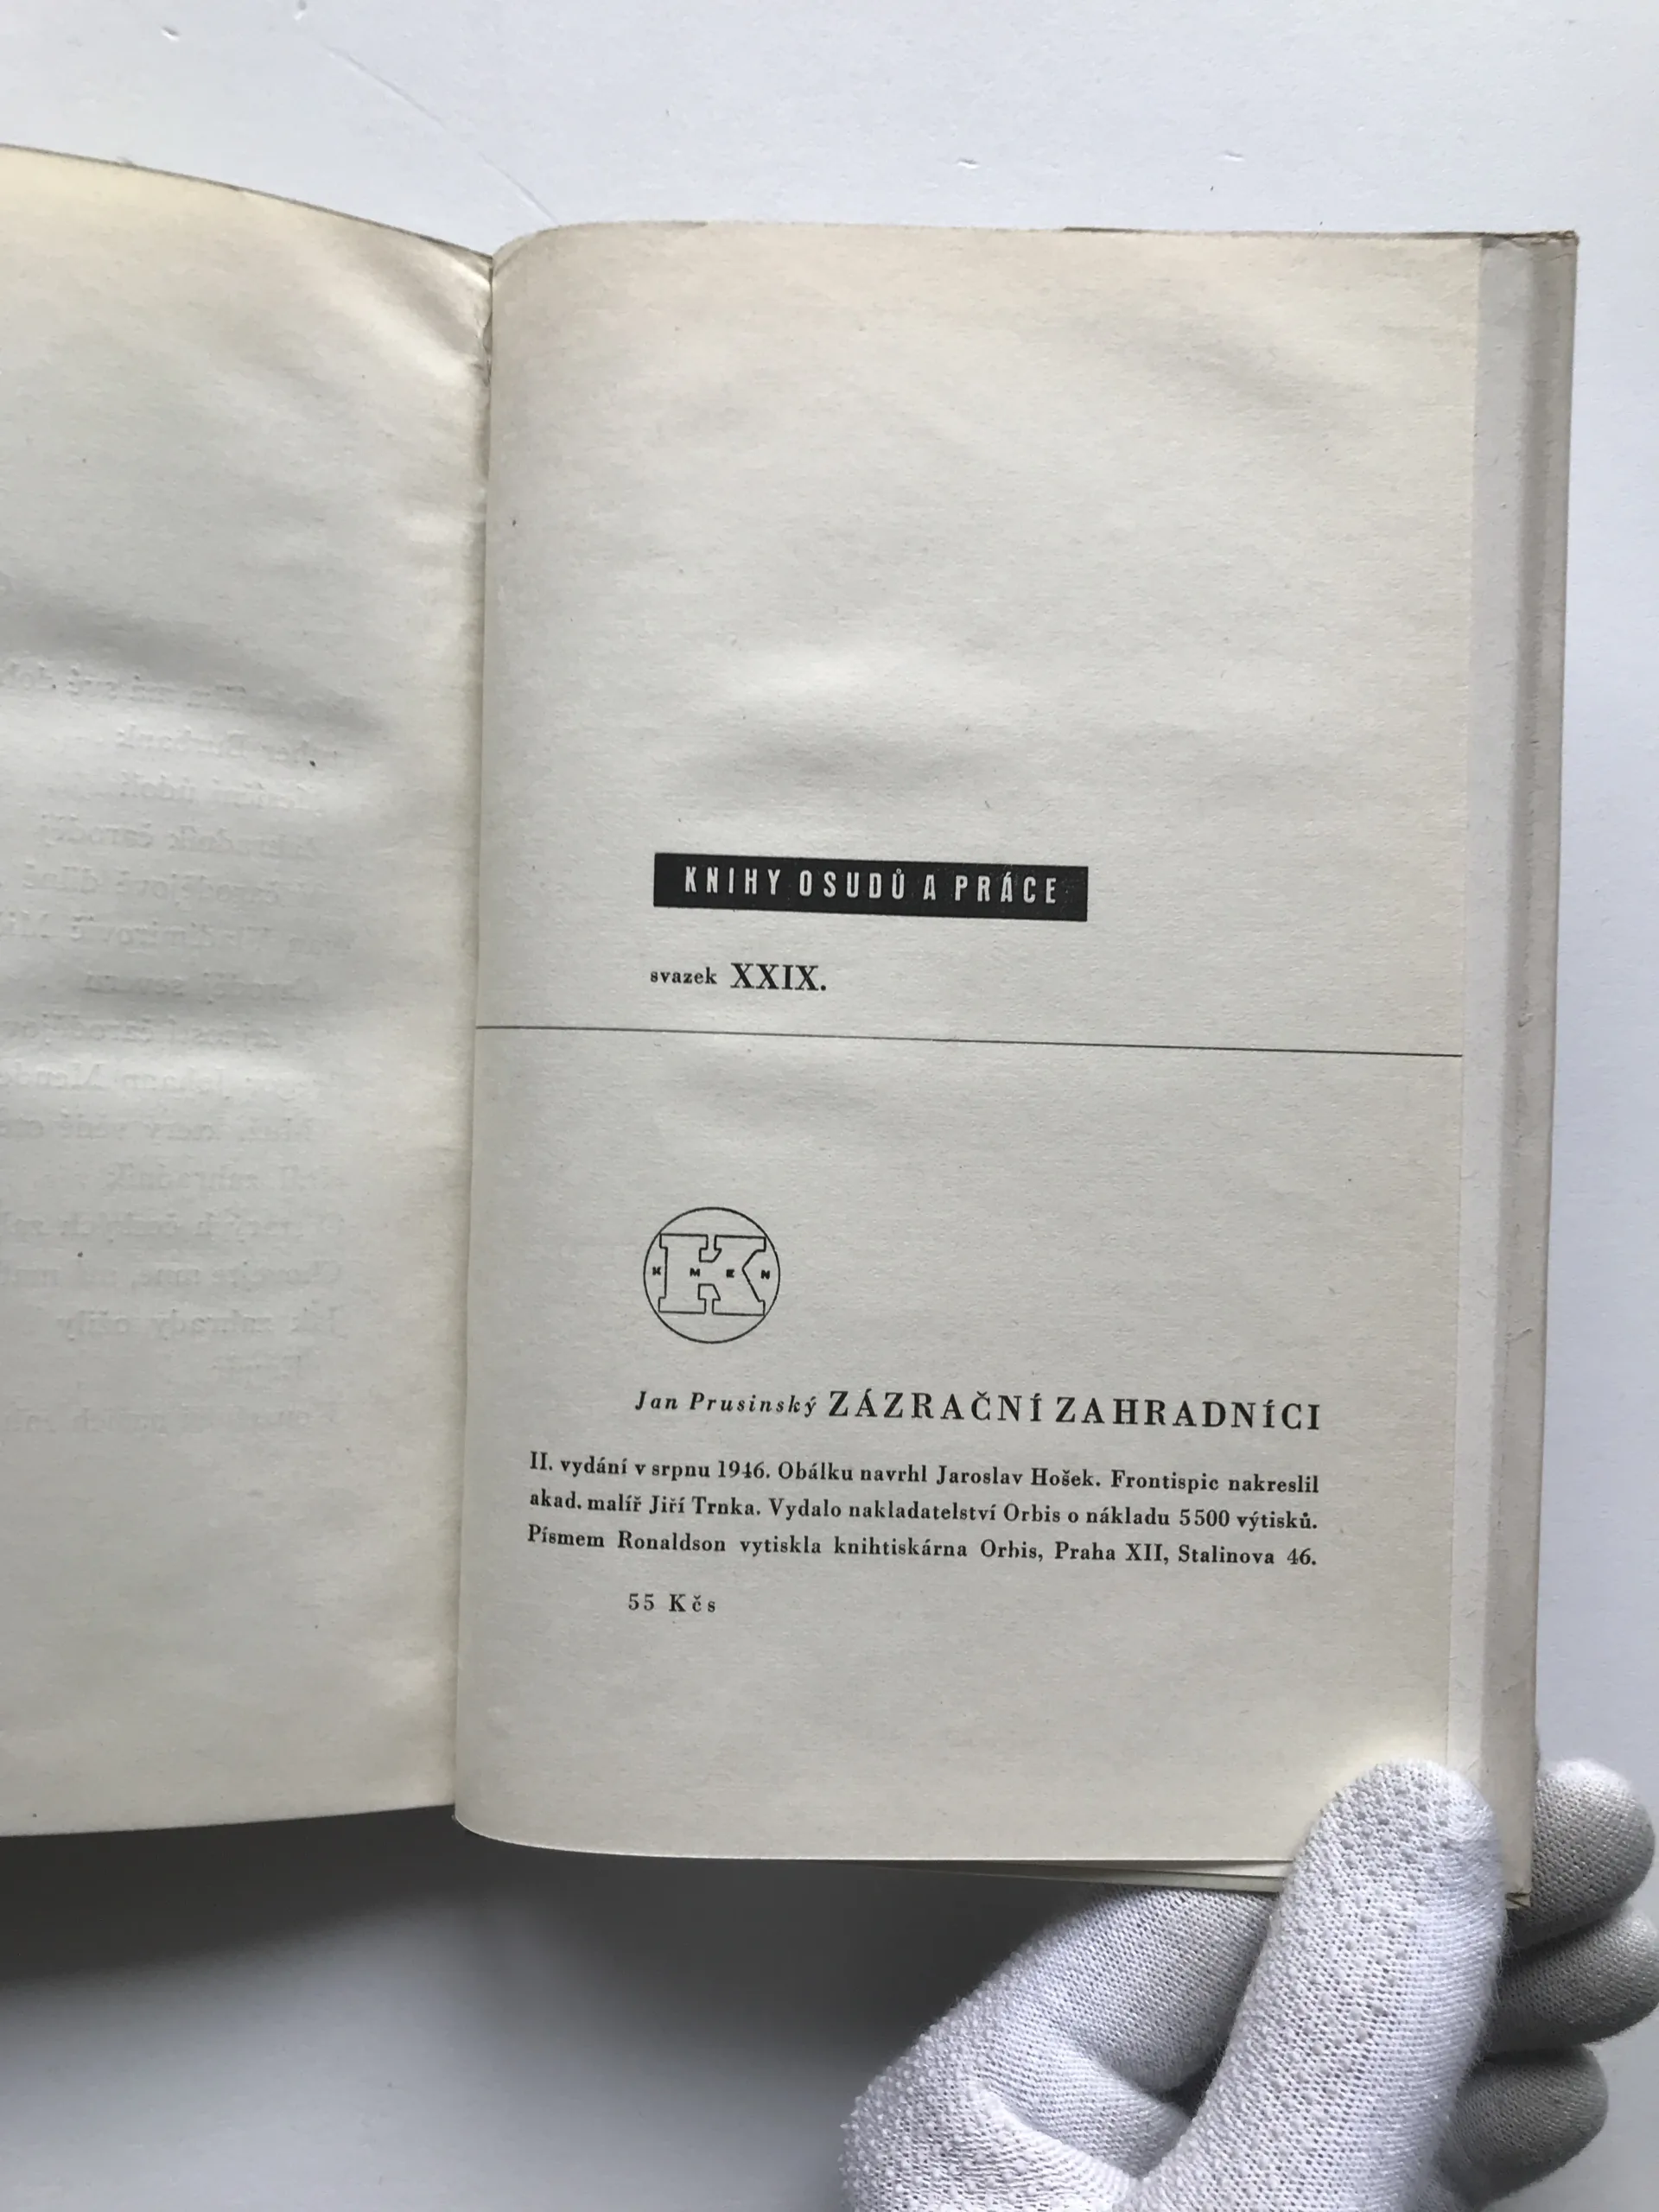 KNIHY OSUDŮ A PRÁCE
svazek XXIX.
K M E N
Jan Prusinský ZÁZRAČNÍ ZAHRADNÍCI
II. vydání v srpnu 1946. Obálku navrhl Jaroslav Hošek. Frontispic nakreslil
akad. malíř Jiří Trnka. Vydalo nakladatelství Orbis o nákladu 5500 výtisků.
Písmem Ronaldson vytiskla knihtiskárna Orbis, Praha XII, Stalinova 46.
55 Kčs